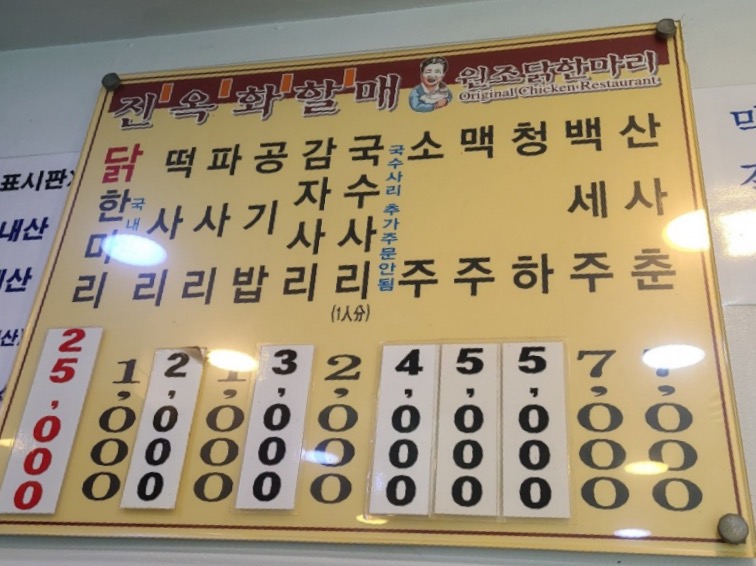 진옥화할매 원조닭한마리
Original Chicken Restaurant
닭한마리
국내
떡사리
파사리
공기밥
감자사리
국수사리
(1人分)
국수사리 추가주문안됨
소주
맥주
청하
백세주
산사춘
25,000
1,000
2,000
1,000
3,000
2,000
4,000
5,000
5,000
7,000
7,000
표시판)
내산
산
산)